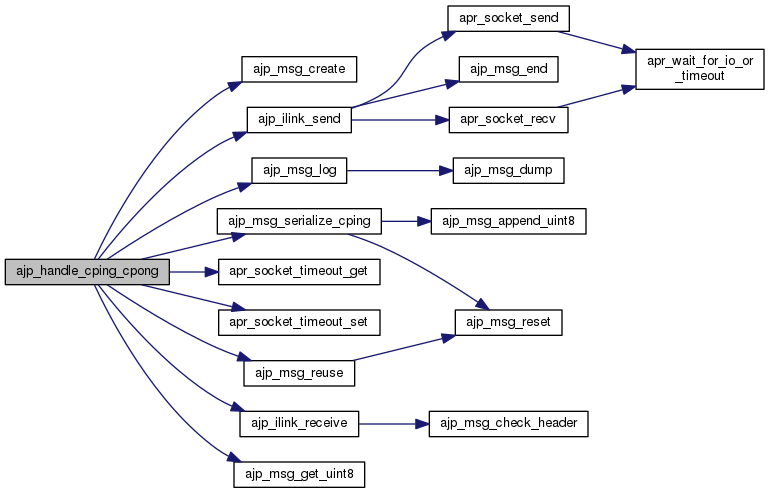 apr_socket_send
ajp_msg_create
ajp_msg_end
apr_wait_for_io_or
_timeout
ajp_ilink_send
apr_socket_recv
ajp_msg_log
ajp_msg_dump
ajp_msg_serialize_cping
ajp_msg_append_uint8
ajp_handle_cping_cpong
apr_socket_timeout_get
apr_socket_timeout_set
ajp_msg_reset
ajp_msg_reuse
ajp_ilink_receive
ajp_msg_check_header
ajp_msg_get_uint8